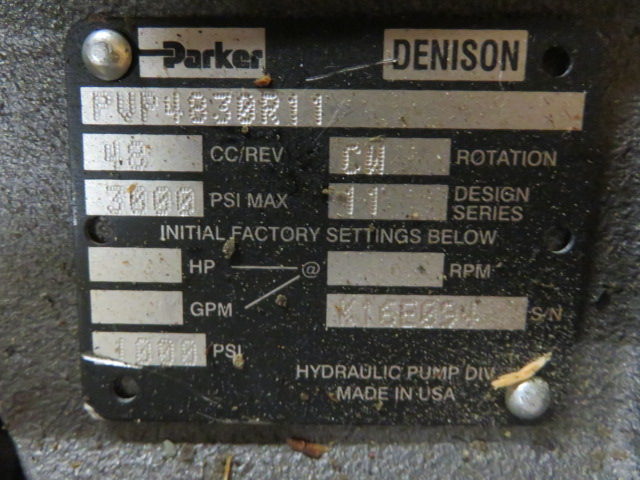 Parker DENISON
PVP4830R11
48 CC/REV CW ROTATION
3000 PSI MAX 11 DESIGN SERIES
INITIAL FACTORY SETTINGS BELOW
HP @ RPM
GPM S/N
1000 PSI
HYDRAULIC PUMP DIV
MADE IN USA